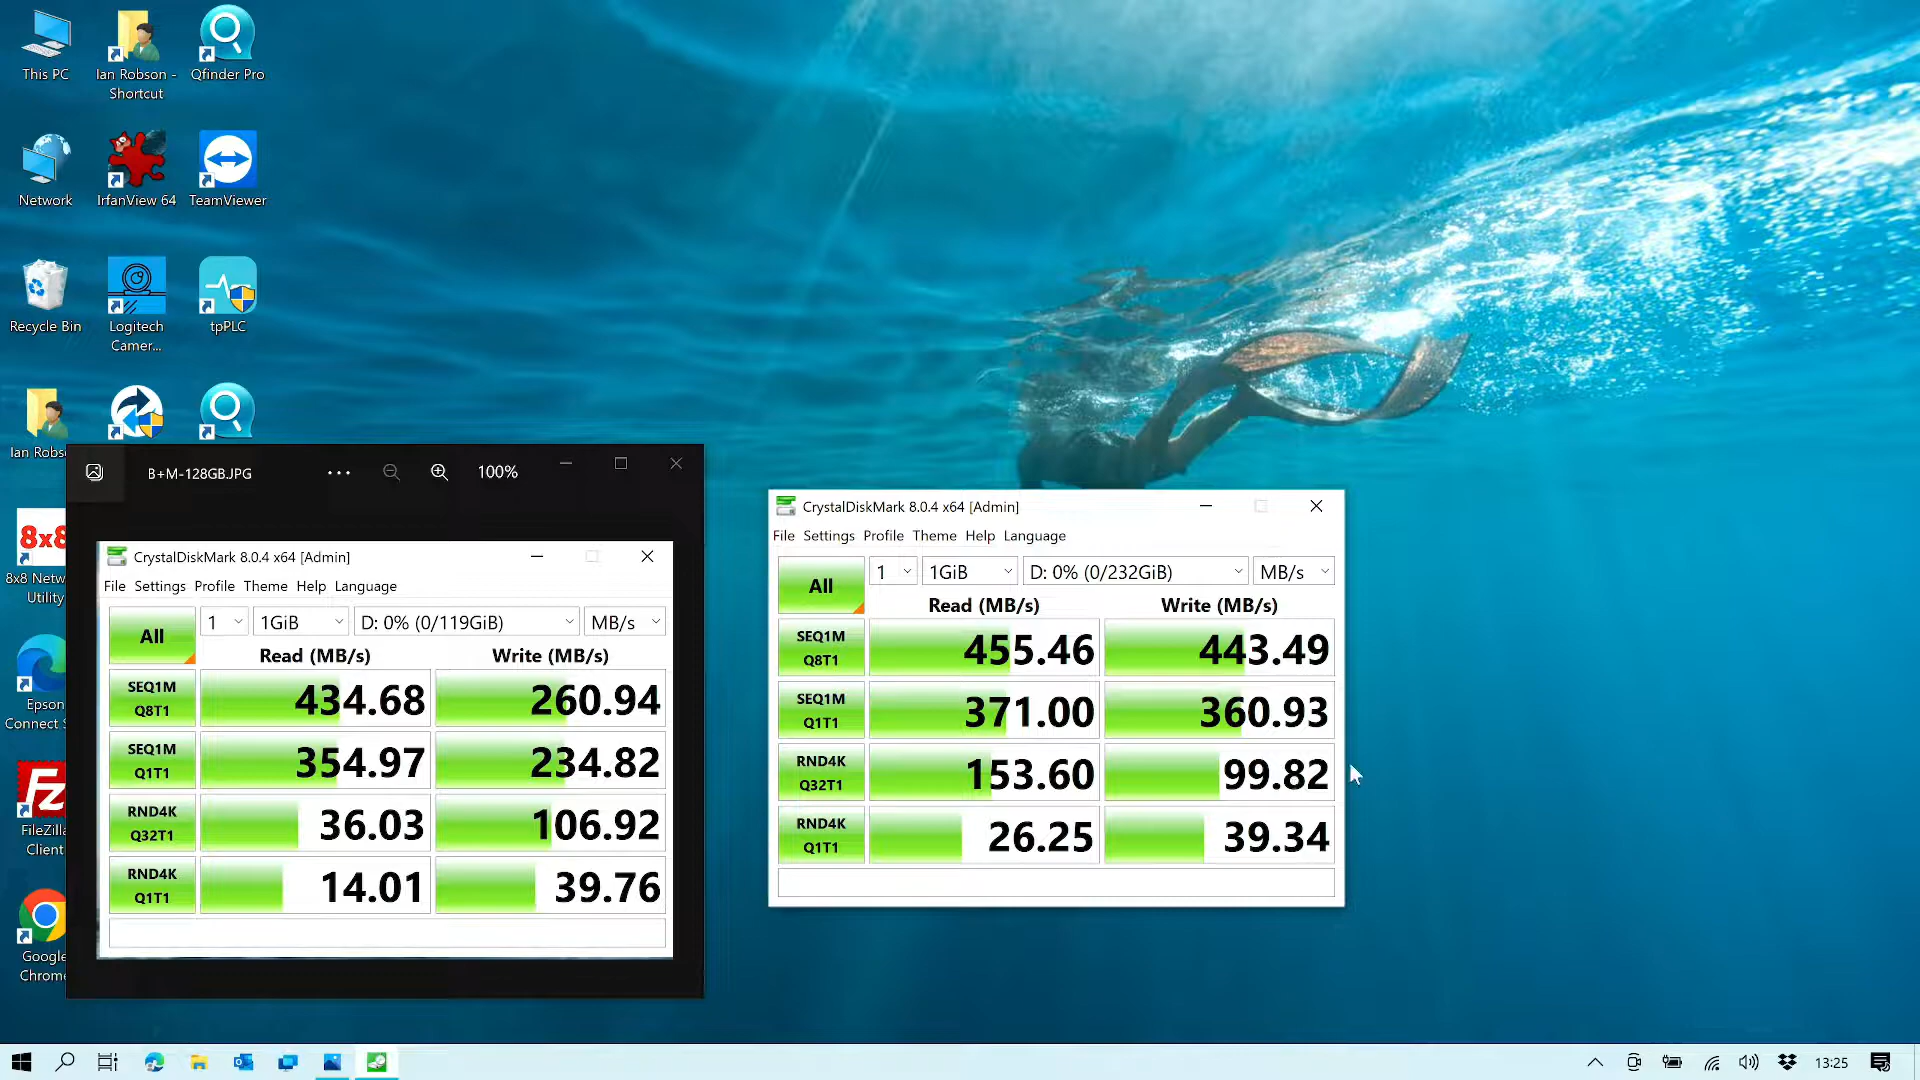 This PC
Ian Robson -
Shortcut
Qfinder Pro
Network
IrfanView 64
TeamViewer
Recycle Bin
Logitech
Camer...
tpPLC
Ian Robs
8x8
8x8 Netw
Utility
Epson
Connect S
FileZilla
Client
Google
Chrome
B+M-128GB.JPG
100%
CrystalDiskMark 8.0.4 x64 [Admin]
File Settings Profile Theme Help Language
All 1 1GiB D: 0% (0/119GiB) MB/s
Read (MB/s) Write (MB/s)
SEQ1M
Q8T1
434.68 260.94
SEQ1M
Q1T1
354.97 234.82
RND4K
Q32T1
36.03 106.92
RND4K
Q1T1
14.01 39.76
CrystalDiskMark 8.0.4 x64 [Admin]
File Settings Profile Theme Help Language
All 1 1GiB D: 0% (0/232GiB) MB/s
Read (MB/s) Write (MB/s)
SEQ1M
Q8T1
455.46 443.49
SEQ1M
Q1T1
371.00 360.93
RND4K
Q32T1
153.60 99.82
RND4K
Q1T1
26.25 39.34
13:25